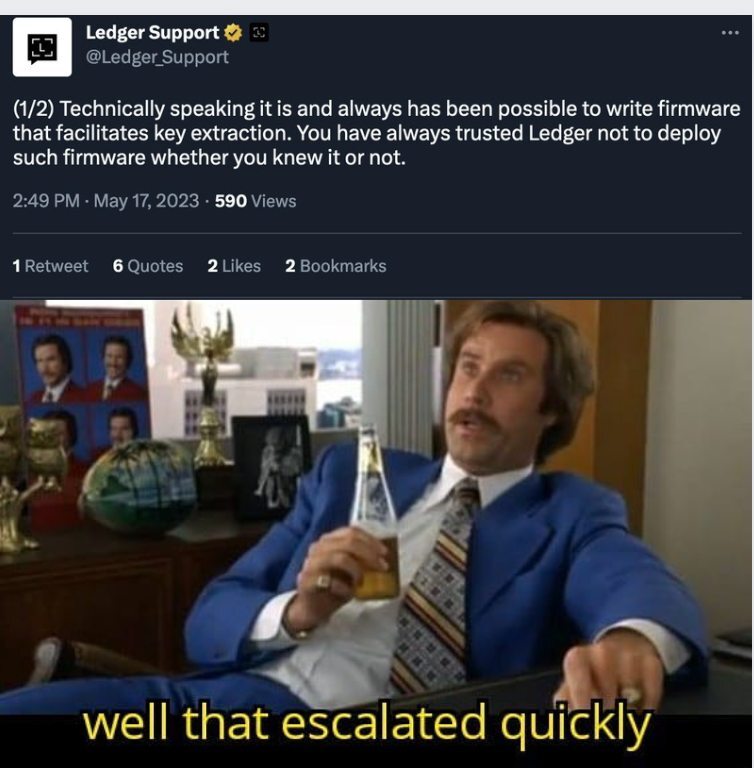 Ledger Support
@Ledger_Support
(1/2) Technically speaking it is and always has been possible to write firmware
that facilitates key extraction. You have always trusted Ledger not to deploy
such firmware whether you knew it or not.
2:49 PM · May 17, 2023 · 590 Views
1 Retweet 6 Quotes 2 Likes 2 Bookmarks
well that escalated quickly